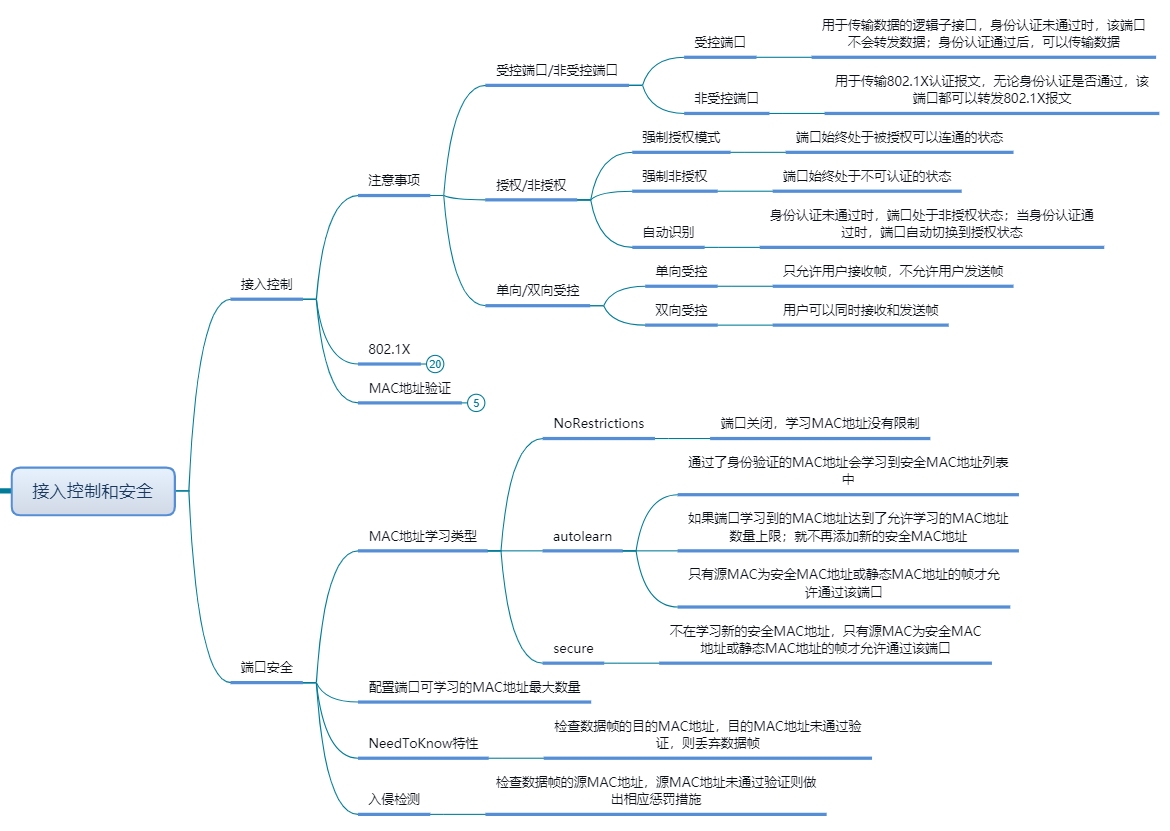 接入控制和安全
接入控制
注意事项
受控端口/非受控端口
受控端口
用于传输数据的逻辑子接口，身份认证未通过时，该端口
不会转发数据；身份认证通过后，可以传输数据
非受控端口
用于传输802.1X认证报文，无论身份认证是否通过，该
端口都可以转发802.1X报文
授权/非授权
强制授权模式
端口始终处于被授权可以连通的状态
强制非授权
端口始终处于不可认证的状态
自动识别
身份认证未通过时，端口处于非授权状态；当身份认证通
过时，端口自动切换到授权状态
单向/双向受控
单向受控
只允许用户接收帧，不允许用户发送帧
双向受控
用户可以同时接收和发送帧
802.1X
20
MAC地址验证
5
端口安全
MAC地址学习类型
NoRestrictions
端口关闭，学习MAC地址没有限制
autolearn
通过了身份验证的MAC地址会学习到安全MAC地址列表
中
如果端口学习到的MAC地址达到了允许学习的MAC地址
数量上限；就不再添加新的安全MAC地址
只有源MAC为安全MAC地址或静态MAC地址的帧才允
许通过该端口
secure
不在学习新的安全MAC地址，只有源MAC为安全MAC
地址或静态MAC地址的帧才允许通过该端口
配置端口可学习的MAC地址最大数量
NeedToKnow特性
检查数据帧的目的MAC地址，目的MAC地址未通过验
证，则丢弃数据帧
入侵检测
检查数据帧的源MAC地址，源MAC地址未通过验证则做
出相应惩罚措施